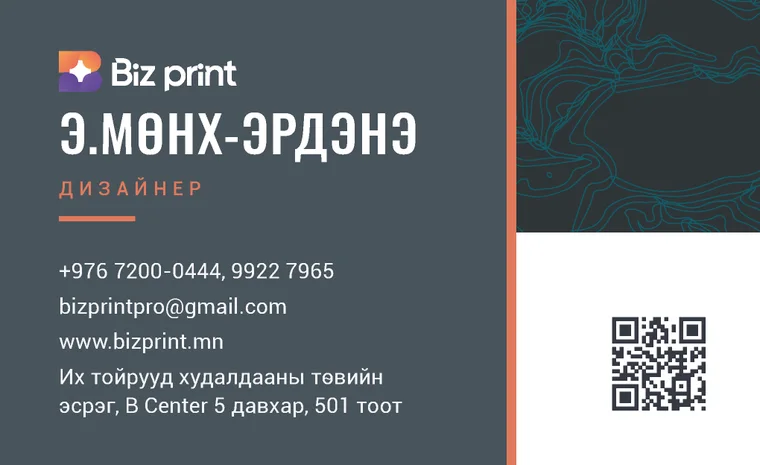 Biz print
Э.МӨНХ-ЭРДЭНЭ
ДИЗАЙНЕР
+976 7200-0444, 9922 7965
bizprintpro@gmail.com
www.bizprint.mn
Их тойрууд худалдааны төвийн
эсрэг, B Center 5 давхар, 501 тоот